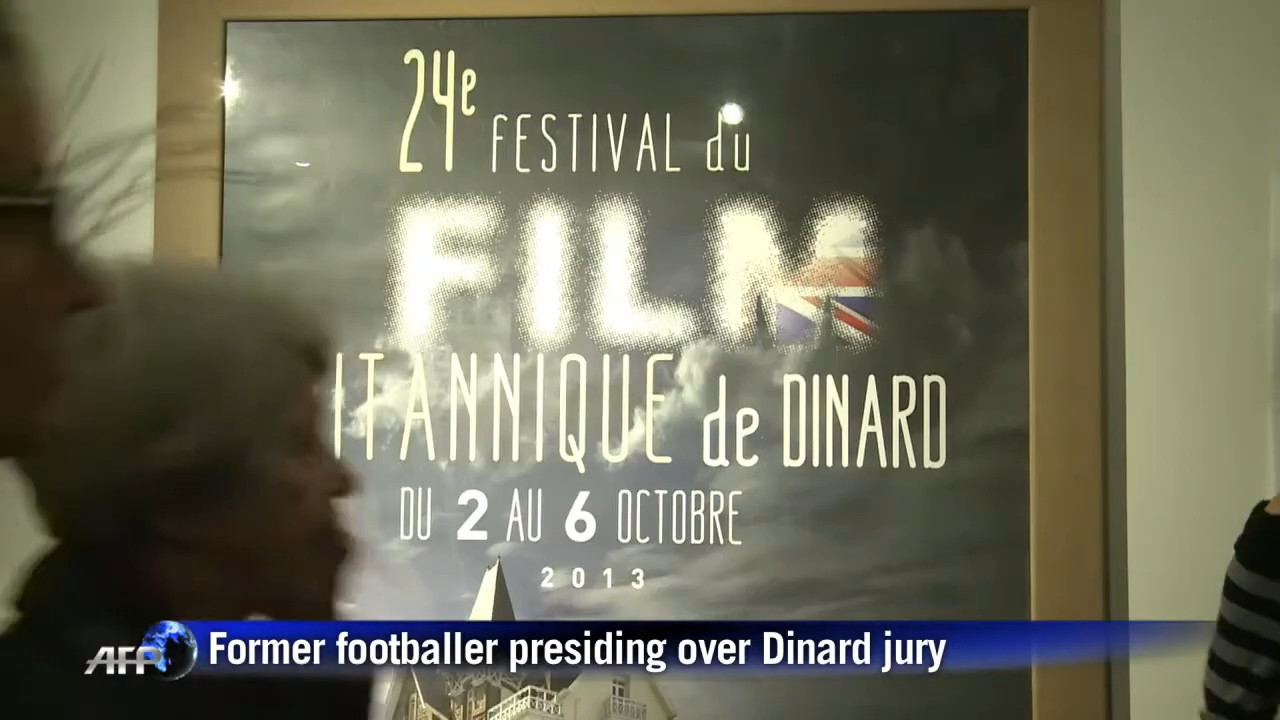 24e FESTIVAL du
FILM
ITANNIQUE de DINARD
DU 2 AU 6 OCTOBRE
2013
AFP Former footballer presiding over Dinard jury